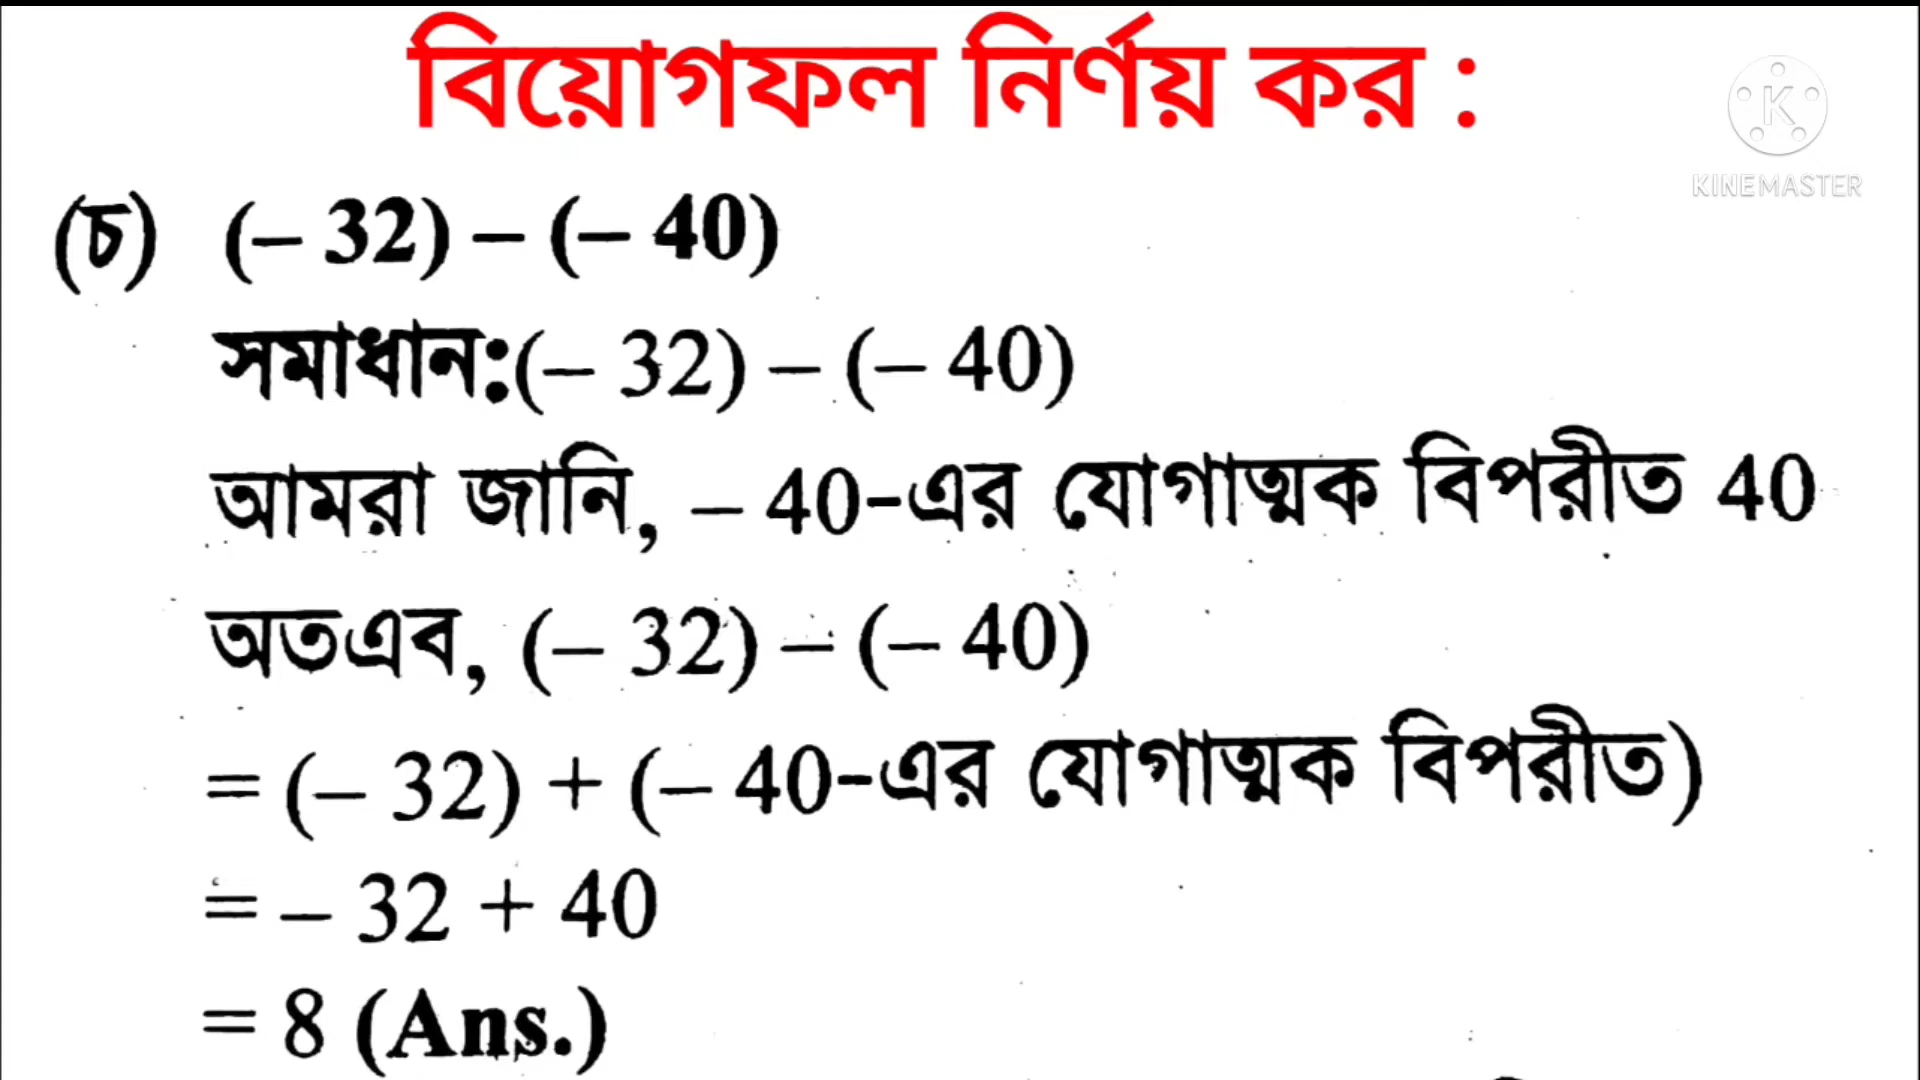 বিয়োগফল নির্ণয় কর :
K
KINEMASTER
(চ) (– 32) – (– 40)
সমাধান:(– 32) – (– 40)
আমরা জানি, – 40-এর যোগাত্মক বিপরীত 40
অতএব, (– 32) – (– 40)
= (– 32) + (– 40-এর যোগাত্মক বিপরীত)
= – 32 + 40
= 8 (Ans.)